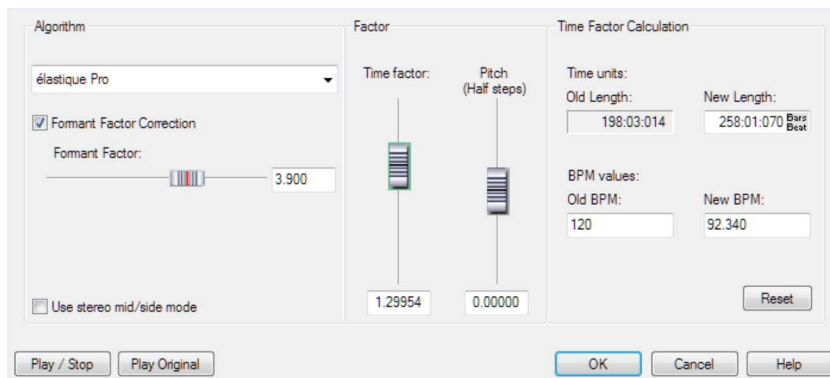 Algorithm
élastique Pro
Formant Factor Correction
Formant Factor:
3.900
Use stereo mid/side mode
Factor
Time factor:
Pitch
(Half steps)
1.29954
0.00000
Time Factor Calculation
Time units:
Old Length:
New Length:
198:03:014
258:01:070 Bars
Beat
BPM values:
Old BPM:
New BPM:
120
92.340
Reset
Play / Stop
Play Original
OK
Cancel
Help